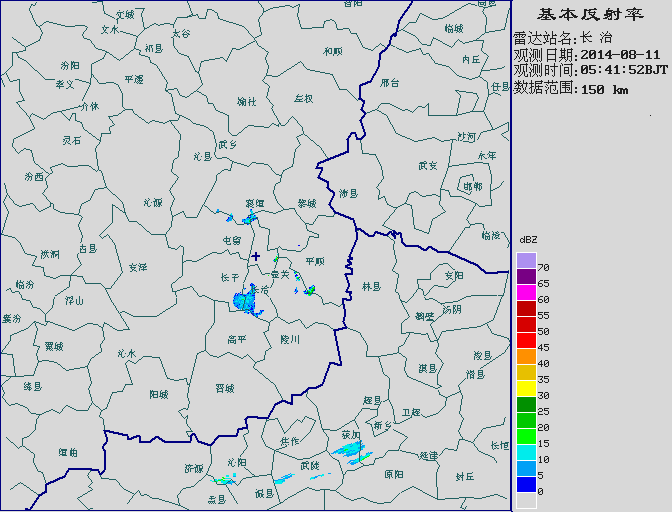 基本反射率
雷达站名:长 治
观测日期:2014-08-11
观测时间:05:41:52BJT
数据范围:150 km
dBZ
70
65
60
55
50
45
40
35
30
25
20
15
10
5
0
文城
文水
太谷
祁县
和顺
临城
内丘
任县
邢台
汾阳
孝义
平遥
介休
榆社
左权
灵石
沁县
武乡
武安
沙河
永年
邯郸
汾西
沁源
襄垣
黎城
涉县
临漳
屯留
洪洞
古县
安泽
平顺
长子
壶关
长治
林县
安阳
汤阴
鹤壁
临汾
浮山
襄汾
翼城
沁水
高平
陵川
淇县
浚县
滑县
绛县
阳城
晋城
辉县
卫辉
新乡
获加
焦作
垣曲
济源
沁阳
武陟
温县
孟县
延建
原阳
封丘
长垣